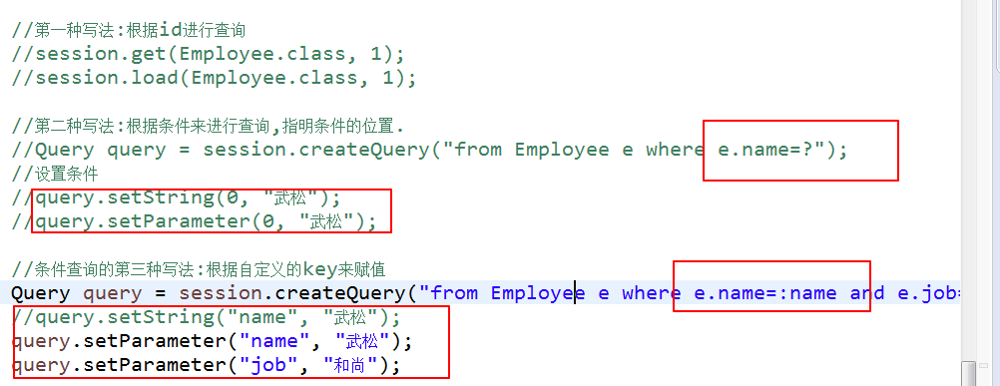 //第一种写法:根据id进行查询
//session.get(Employee.class, 1);
//session.load(Employee.class, 1);
//第二种写法:根据条件来进行查询,指明条件的位置.
//Query query = session.createQuery("from Employee e where e.name=?");
//设置条件
//query.setString(0, "武松");
//query.setParameter(0, "武松");
//条件查询的第三种写法:根据自定义的key来赋值
Query query = session.createQuery("from Employee e where e.name=:name and e.job=
//query.setString("name", "武松");
query.setParameter("name", "武松");
query.setParameter("job", "和尚");